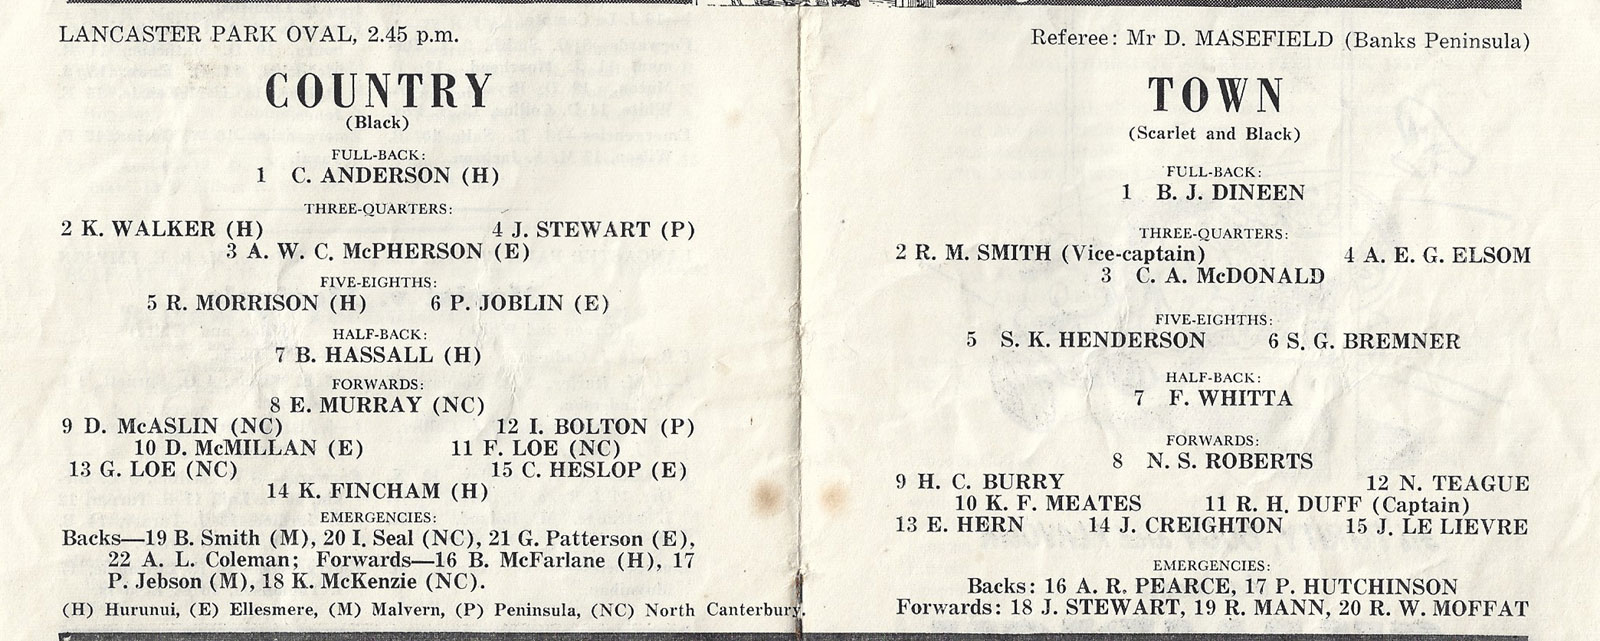 LANCASTER PARK OVAL, 2.45 p.m.
COUNTRY
(Black)
FULL-BACK:
1 C. ANDERSON (H)
THREE-QUARTERS:
2 K. WALKER (H) 4 J. STEWART (P)
3 A. W. C. McPHERSON (E)
FIVE-EIGHTHS:
5 R. MORRISON (H) 6 P. JOBLIN (E)
HALF-BACK:
7 B. HASSALL (H)
FORWARDS:
8 E. MURRAY (NC)
9 D. McASLIN (NC) 12 I. BOLTON (P)
10 D. McMILLAN (E) 11 F. LOE (NC)
13 G. LOE (NC) 15 C. HESLOP (E)
14 K. FINCHAM (H)
EMERGENCIES:
Backs—19 B. Smith (M), 20 I. Seal (NC), 21 G. Patterson (E),
22 A. L. Coleman; Forwards—16 B. McFarlane (H), 17
P. Jebson (M), 18 K. McKenzie (NC).
(H) Hurunui, (E) Ellesmere, (M) Malvern, (P) Peninsula, (NC) North Canterbury.
Referee: Mr D. MASEFIELD (Banks Peninsula)
TOWN
(Scarlet and Black)
FULL-BACK:
1 B. J. DINEEN
THREE-QUARTERS:
2 R. M. SMITH (Vice-captain) 4 A. E. G. ELSOM
3 C. A. McDONALD
FIVE-EIGHTHS:
5 S. K. HENDERSON 6 S. G. BREMNER
HALF-BACK:
7 F. WHITTA
FORWARDS:
8 N. S. ROBERTS
9 H. C. BURRY 12 N. TEAGUE
10 K. F. MEATES 11 R. H. DUFF (Captain)
13 E. HERN 14 J. CREIGHTON 15 J. LE LIEVRE
EMERGENCIES:
Backs: 16 A. R. PEARCE, 17 P. HUTCHINSON
Forwards: 18 J. STEWART, 19 R. MANN, 20 R. W. MOFFAT